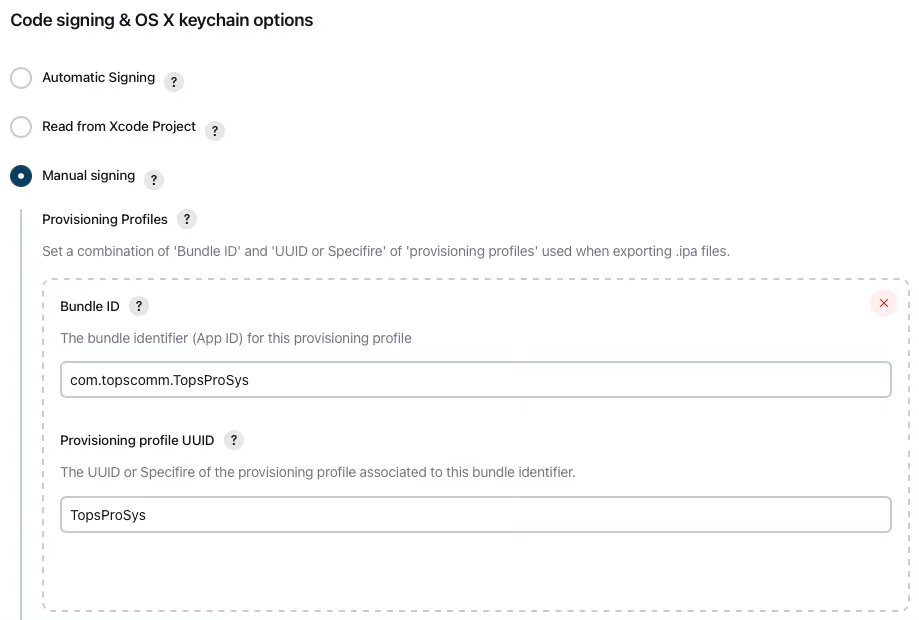 Code signing & OS X keychain options
Automatic Signing ?
Read from Xcode Project ?
Manual signing ?
Provisioning Profiles ?
Set a combination of 'Bundle ID' and 'UUID or Specifire' of 'provisioning profiles' used when exporting .ipa files.
Bundle ID ?
The bundle identifier (App ID) for this provisioning profile
com.topscomm.TopsProSys
Provisioning profile UUID ?
The UUID or Specifire of the provisioning profile associated to this bundle identifier.
TopsProSys